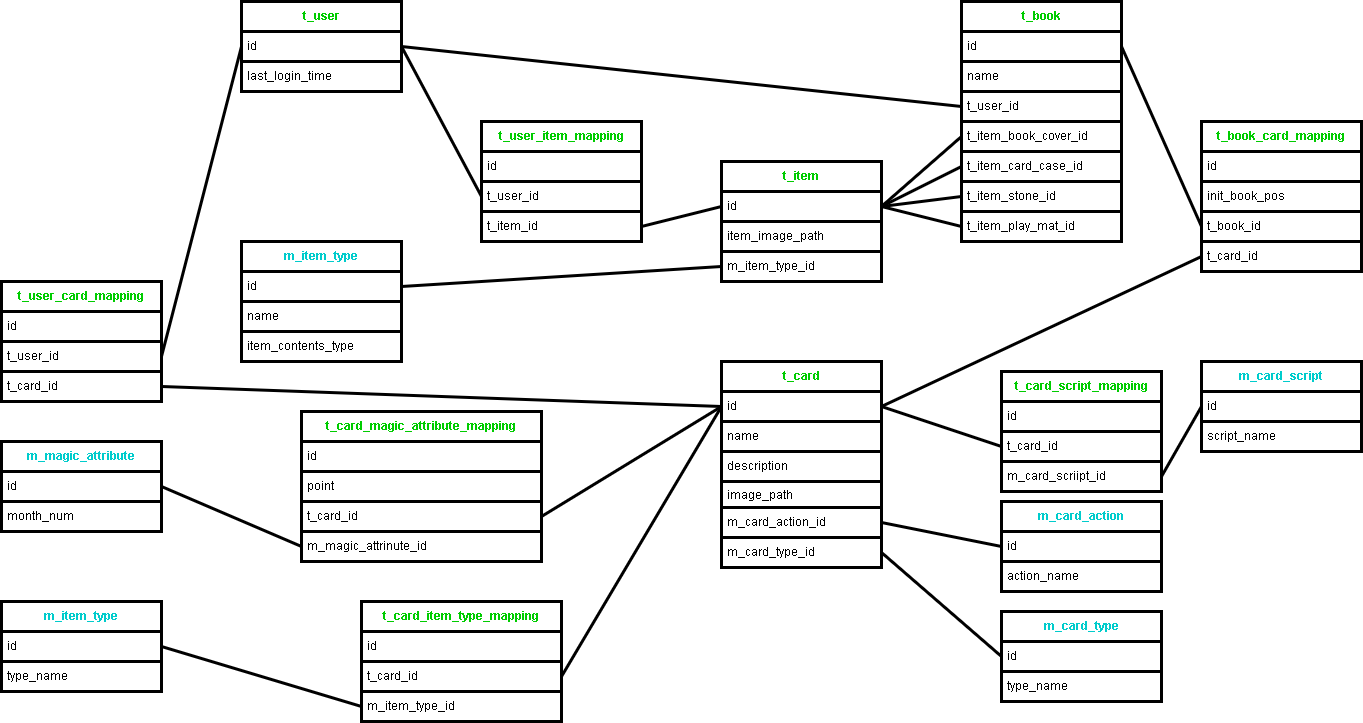 t_user
id
last_login_time
t_book
id
name
t_user_id
t_item_book_cover_id
t_item_card_case_id
t_item_stone_id
t_item_play_mat_id
t_user_item_mapping
id
t_user_id
t_item_id
t_book_card_mapping
id
init_book_pos
t_book_id
t_card_id
t_item
id
item_image_path
m_item_type_id
m_item_type
id
name
item_contents_type
t_user_card_mapping
id
t_user_id
t_card_id
t_card
id
name
description
image_path
m_card_action_id
m_card_type_id
t_card_script_mapping
id
t_card_id
m_card_scriipt_id
m_card_script
id
script_name
t_card_magic_attribute_mapping
id
point
t_card_id
m_magic_attrinute_id
m_magic_attribute
id
month_num
m_card_action
id
action_name
m_item_type
id
type_name
t_card_item_type_mapping
id
t_card_id
m_item_type_id
m_card_type
id
type_name